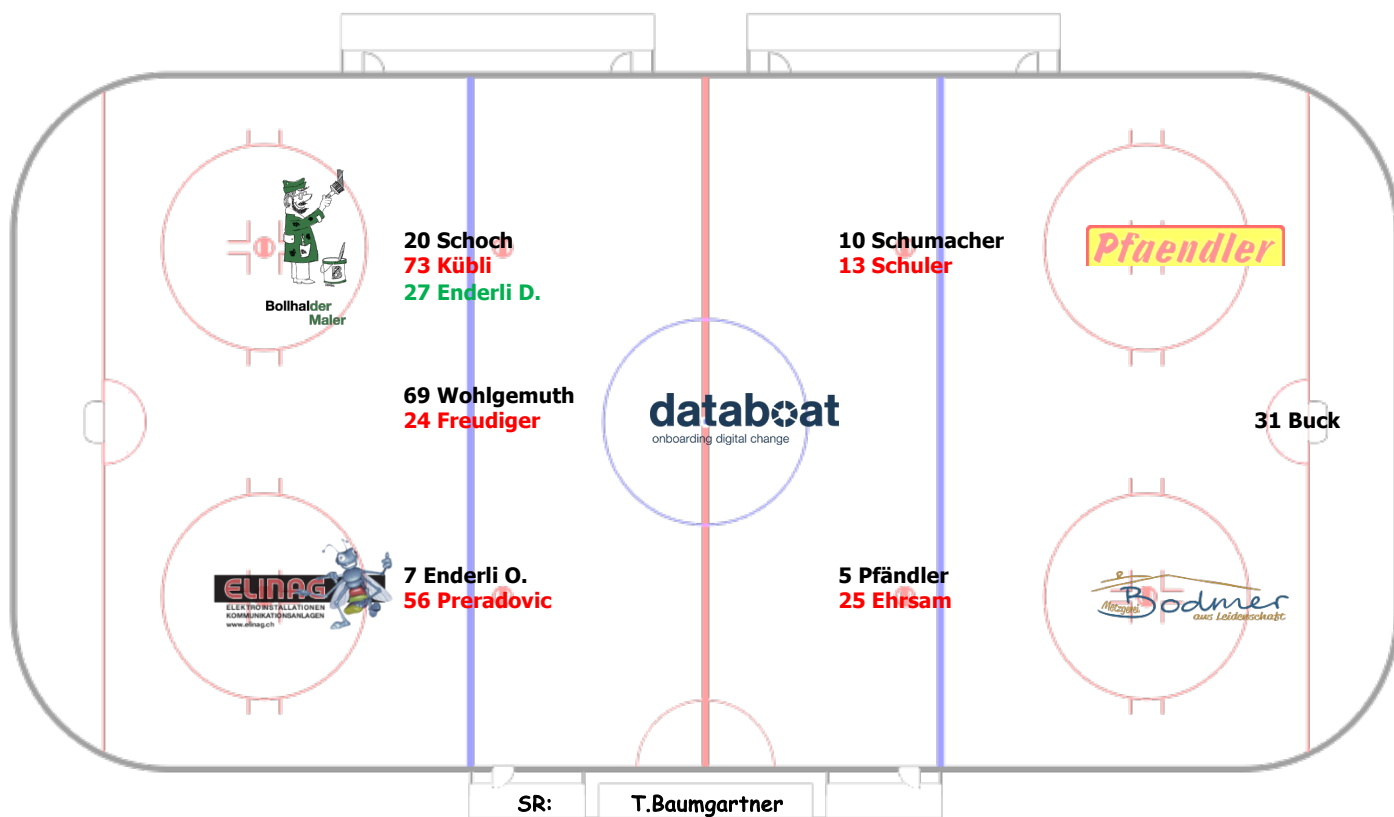 20 Schoch
73 Kübli
27 Enderli D.
10 Schumacher
13 Schuler
Pfaendler
Bollhalder
Maler
B
69 Wohlgemuth
24 Freudiger
databoat
onboarding digital change
31 Buck
7 Enderli O.
56 Preradovic
5 Pfändler
25 Ehrsam
ELINAG
ELEKTROINSTALLATIONEN
KOMMUNIKATIONSANLAGEN
www.elinag.ch
Metzgerei
Bodmer
aus Leidenschaft
SR: T.Baumgartner